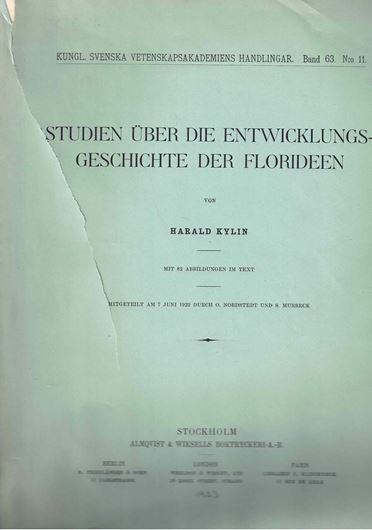 KUNGL. SVENSKA VETENSKAPSAKADEMIENS HANDLINGAR. Band 63. N:o 11.
STUDIEN ÜBER DIE ENTWICKLUNGS-
GESCHICHTE DER FLORIDEEN
VON
HARALD KYLIN
MIT 82 ABBILDUNGEN IM TEXT
MITGETEILT AM 7 JUNI 1922 DURCH O. NORDSTEDT UND S. MURBECK
STOCKHOLM
ALMQVIST & WIKSELLS BOKTRYCKERI-A.-B.
BERLIN LONDON PARIS
1923